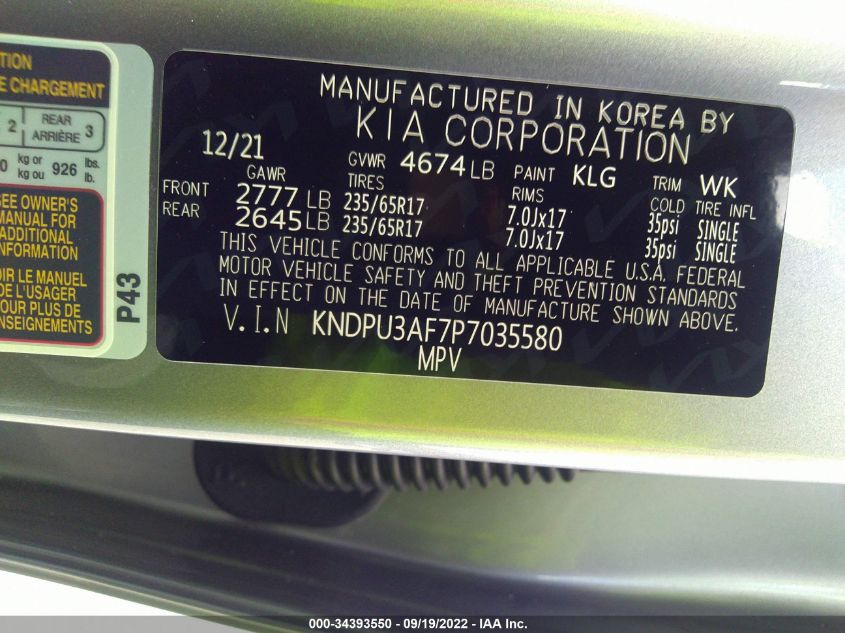 TION
E CHARGEMENT
2 REAR ARRIÈRE 3
0 kg or kg ou 926 lbs. lb.
SEE OWNER'S
MANUAL FOR
ADDITIONAL
INFORMATION
OIR LE MANUEL
DE L'USAGER
POUR PLUS DE
RENSEIGNEMENTS
P43
MANUFACTURED IN KOREA BY
KIA CORPORATION
12/21 GVWR 4674LB PAINT KLG TRIM WK
GAWR TIRES RIMS COLD TIRE INFL
FRONT 2777LB 235/65R17 7.0Jx17 35psi SINGLE
REAR 2645LB 235/65R17 7.0Jx17 35psi SINGLE
THIS VEHICLE CONFORMS TO ALL APPLICABLE U.S.A. FEDERAL
MOTOR VEHICLE SAFETY AND THEFT PREVENTION STANDARDS
IN EFFECT ON THE DATE OF MANUFACTURE SHOWN ABOVE.
V.I.N KNDPU3AF7P7035580
MPV
000-34393550 / 09/19/2022 - IAA Inc.